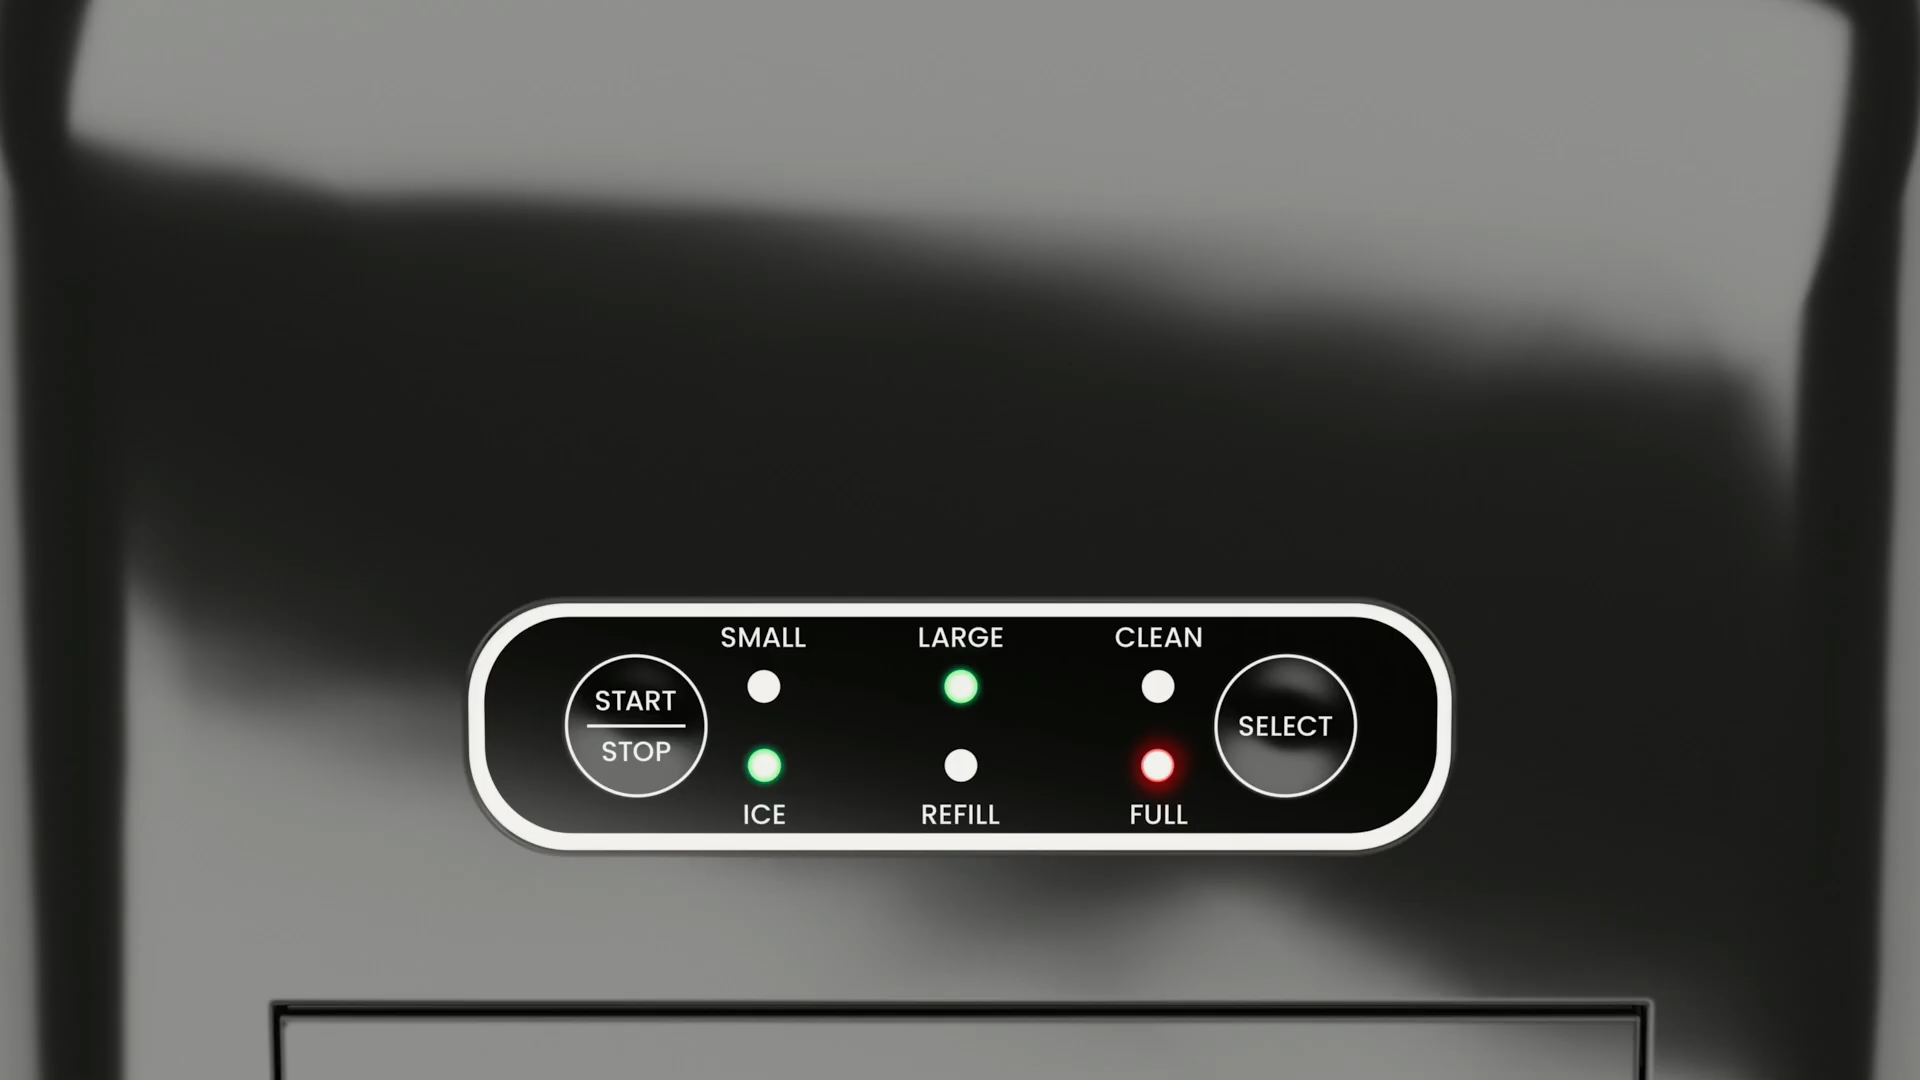 SMALL
LARGE
CLEAN
START
STOP
SELECT
ICE
REFILL
FULL